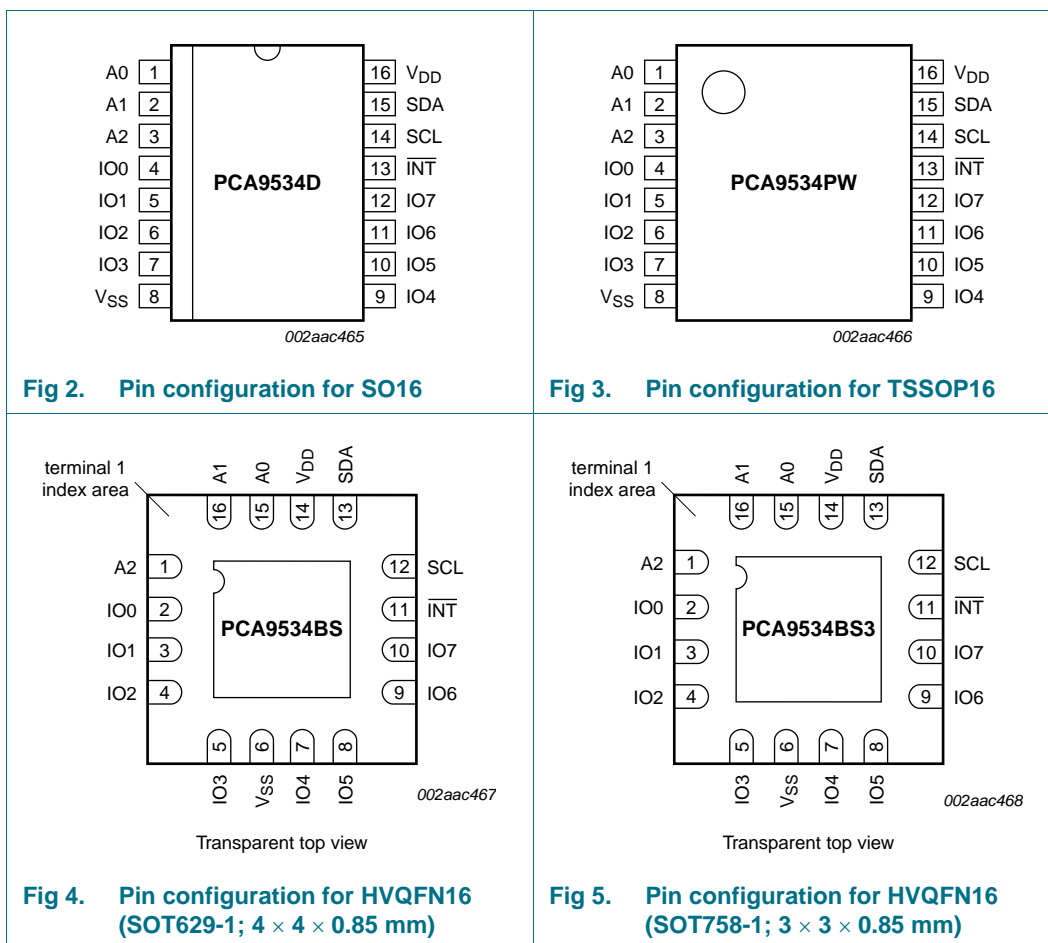 A0 1
A1 2
A2 3
IO0 4
IO1 5
IO2 6
IO3 7
VSS 8
PCA9534D
16 VDD
15 SDA
14 SCL
13 INT
12 IO7
11 IO6
10 IO5
9 IO4
002aac465
Fig 2. Pin configuration for SO16
A0 1
A1 2
A2 3
IO0 4
IO1 5
IO2 6
IO3 7
VSS 8
PCA9534PW
16 VDD
15 SDA
14 SCL
13 INT
12 IO7
11 IO6
10 IO5
9 IO4
002aac466
Fig 3. Pin configuration for TSSOP16
terminal 1
index area
A1 A0 VDD SDA
16 15 14 13
A2 1
IO0 2
IO1 3
IO2 4
PCA9534BS
12 SCL
11 INT
10 IO7
9 IO6
5 6 7 8
IO3 VSS IO4 IO5
002aac467
Transparent top view
Fig 4. Pin configuration for HVQFN16
(SOT629-1; 4 × 4 × 0.85 mm)
terminal 1
index area
A1 A0 VDD SDA
16 15 14 13
A2 1
IO0 2
IO1 3
IO2 4
PCA9534BS3
12 SCL
11 INT
10 IO7
9 IO6
5 6 7 8
IO3 VSS IO4 IO5
002aac468
Transparent top view
Fig 5. Pin configuration for HVQFN16
(SOT758-1; 3 × 3 × 0.85 mm)